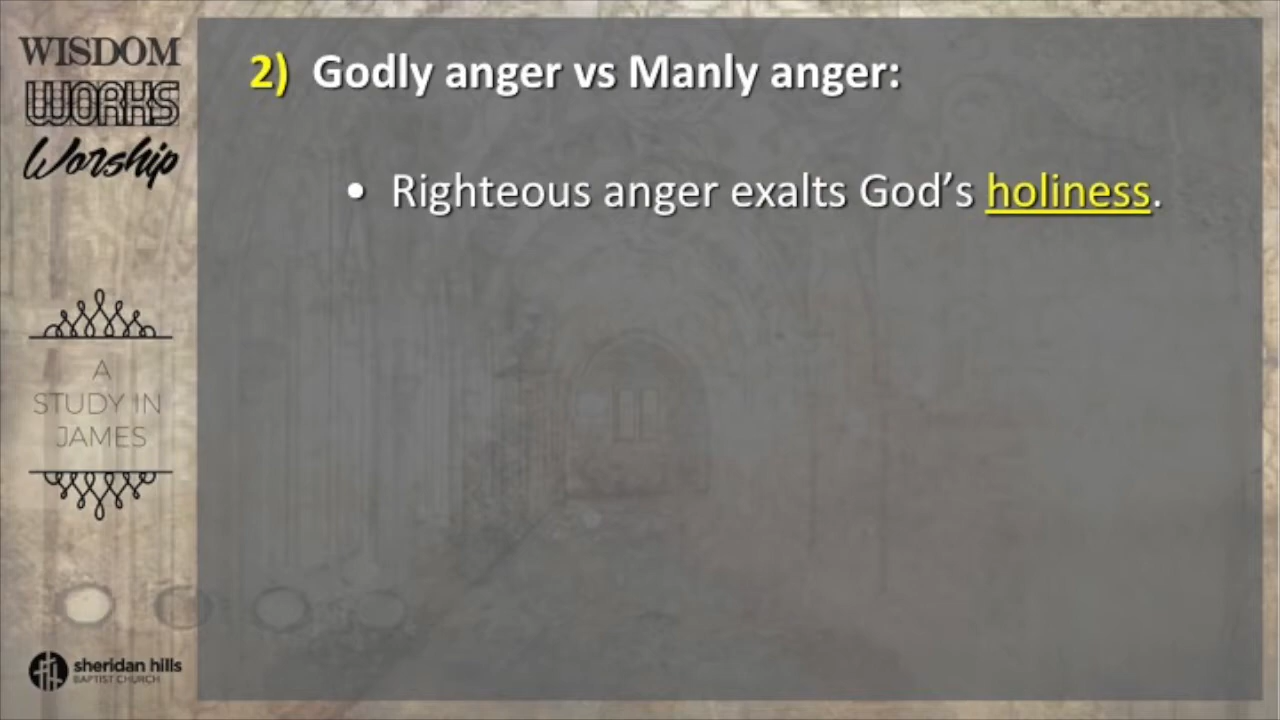 WISDOM
WORKS
Worship
A
STUDY IN
JAMES
sheridan hills
BAPTIST CHURCH
2) Godly anger vs Manly anger:
• Righteous anger exalts God’s holiness.